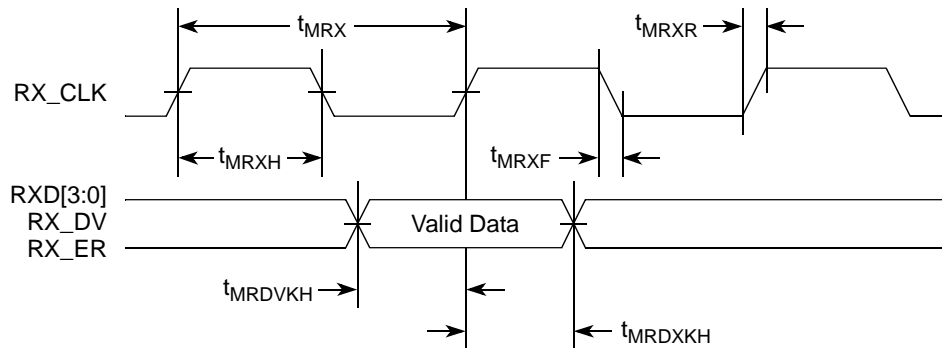 tMRX
tMRXR
RX_CLK
tMRXH
tMRXF
RXD[3:0]
RX_DV
Valid Data
RX_ER
tMRDVKH
tMRDXKH